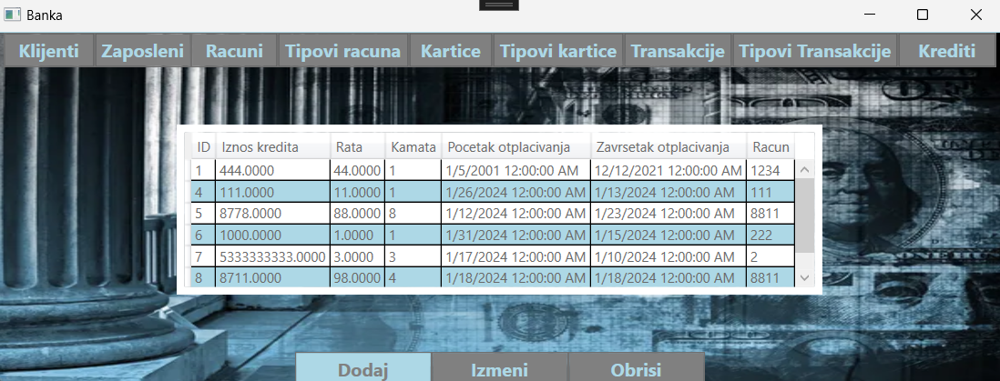 Banka
Klijenti Zaposleni Racuni Tipovi racuna Kartice Tipovi kartice Transakcije Tipovi Transakcije Krediti
ID Iznos kredita Rata Kamata Pocetak otplacivanja Zavrsetak otplacivanja Racun
1 444.0000 44.0000 1 1/5/2001 12:00:00 AM 12/12/2021 12:00:00 AM 1234
4 111.0000 11.0000 1 1/26/2024 12:00:00 AM 1/13/2024 12:00:00 AM 111
5 8778.0000 88.0000 8 1/12/2024 12:00:00 AM 1/23/2024 12:00:00 AM 8811
6 1000.0000 1.0000 1 1/31/2024 12:00:00 AM 1/15/2024 12:00:00 AM 222
7 5333333333.0000 3.0000 3 1/17/2024 12:00:00 AM 1/10/2024 12:00:00 AM 2
8 8711.0000 98.0000 4 1/18/2024 12:00:00 AM 1/18/2024 12:00:00 AM 8811
Dodaj Izmeni Obrisi